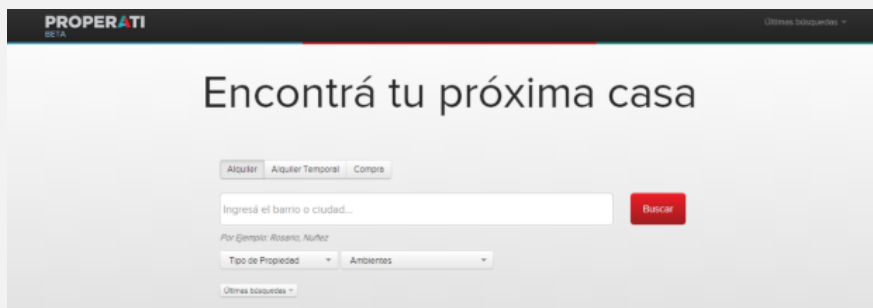 PROPERATI
BETA
Últimas búsquedas
Encontrá tu próxima casa
Alquiler Alquiler Temporal Compra
Ingresá el barrio o ciudad...
Buscar
Por Ejemplo: Rosario, Nuñez
Tipo de Propiedad Ambientes
Últimas búsquedas